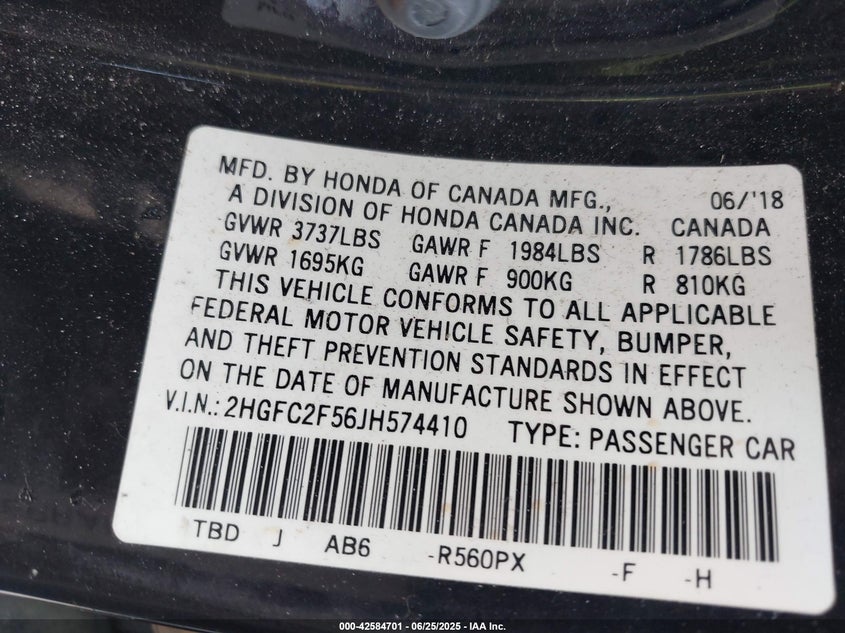 MFD. BY HONDA OF CANADA MFG., 06/'18
A DIVISION OF HONDA CANADA INC. CANADA
GVWR 3737LBS GAWR F 1984LBS R 1786LBS
GVWR 1695KG GAWR F 900KG R 810KG
THIS VEHICLE CONFORMS TO ALL APPLICABLE
FEDERAL MOTOR VEHICLE SAFETY, BUMPER,
AND THEFT PREVENTION STANDARDS IN EFFECT
ON THE DATE OF MANUFACTURE SHOWN ABOVE.
V.I.N.: 2HGFC2F56JH574410 TYPE: PASSENGER CAR
TBD J AB6 -R560PX -F -H
000-42584701 - 06/25/2025 - IAA Inc.